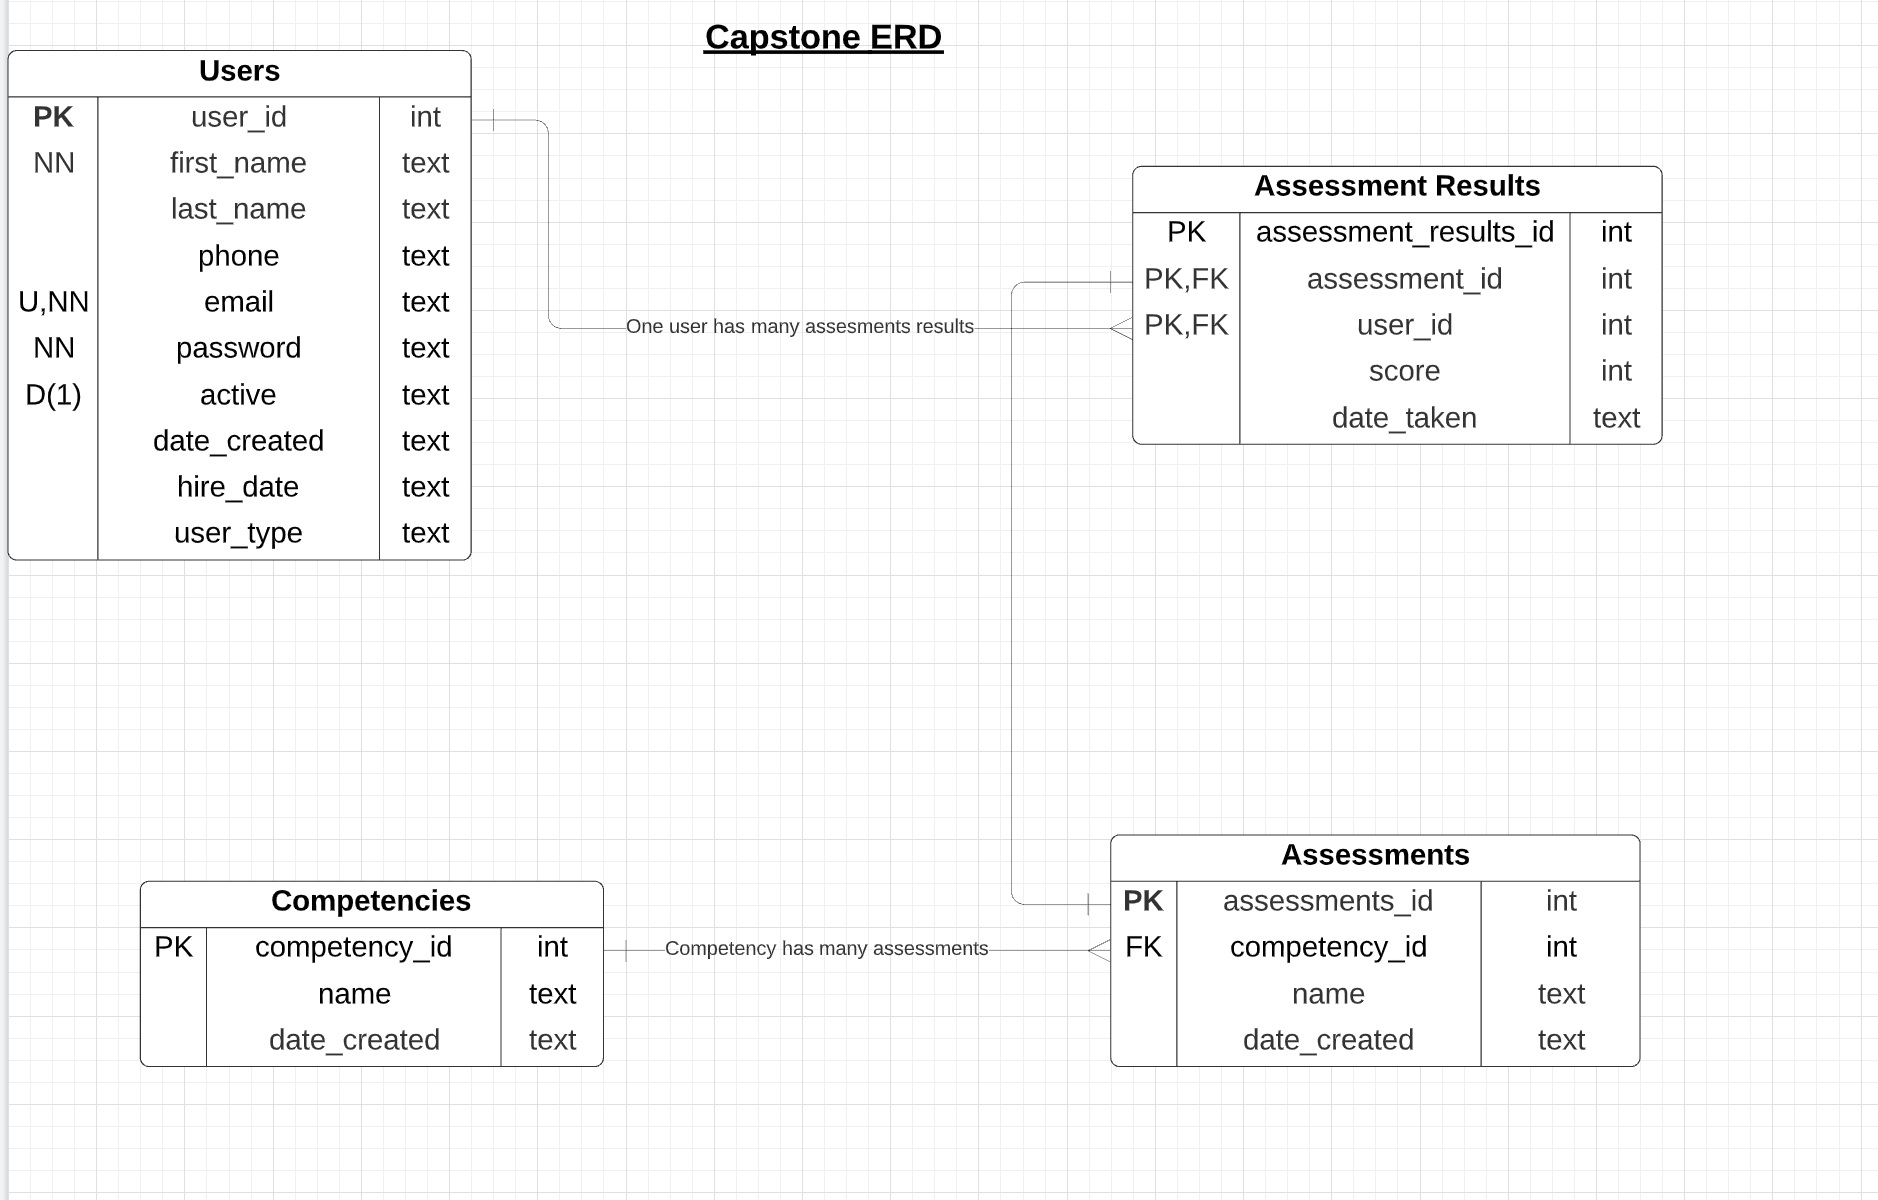 Capstone ERD
Users
PK user_id int
NN first_name text
last_name text
phone text
U,NN email text
NN password text
D(1) active text
date_created text
hire_date text
user_type text
One user has many assesments results
Assessment Results
PK assessment_results_id int
PK,FK assessment_id int
PK,FK user_id int
score int
date_taken text
Competencies
PK competency_id int
name text
date_created text
Competency has many assessments
Assessments
PK assessments_id int
FK competency_id int
name text
date_created text